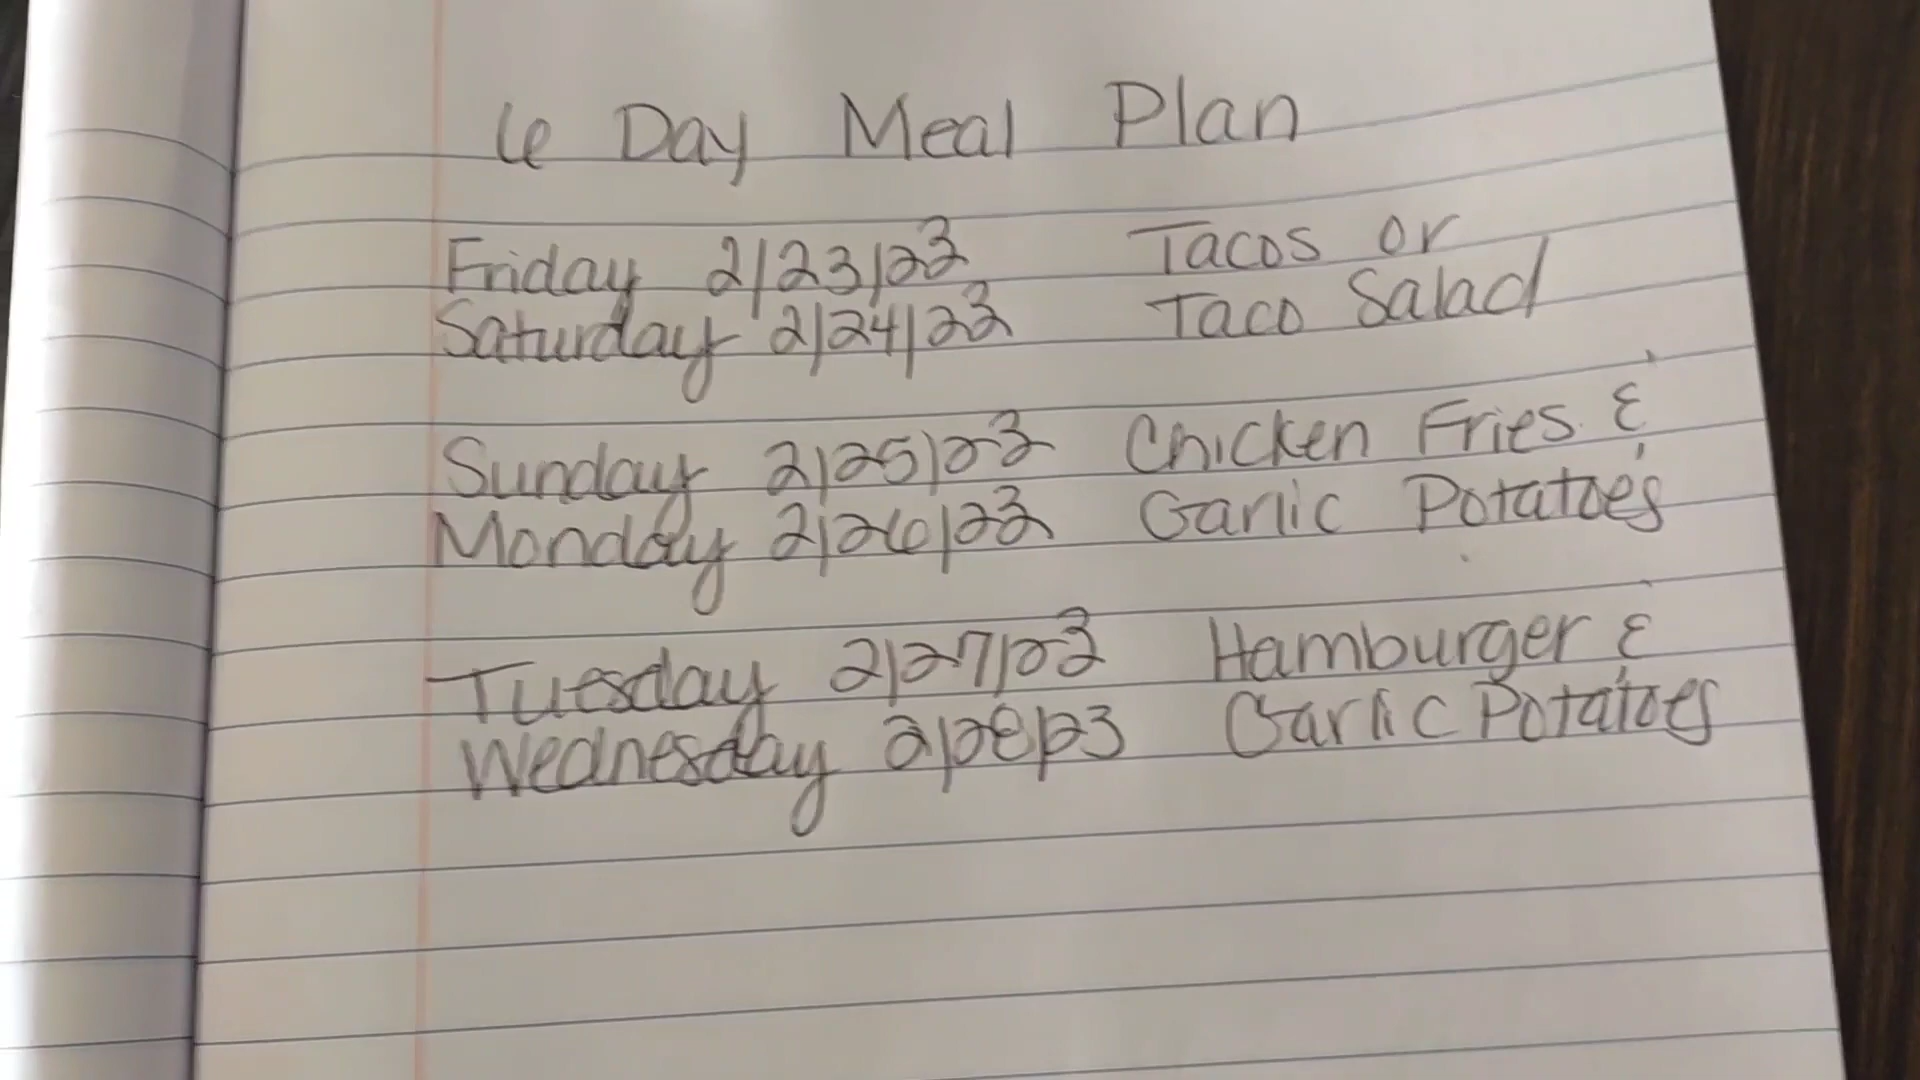 6 Day Meal Plan
Friday 2/23/23 Tacos or
Saturday 2/24/23 Taco Salad
Sunday 2/25/23 Chicken Fries &
Monday 2/26/23 Garlic Potatoes
Tuesday 2/27/23 Hamburger &
Wednesday 2/28/23 Garlic Potatoes